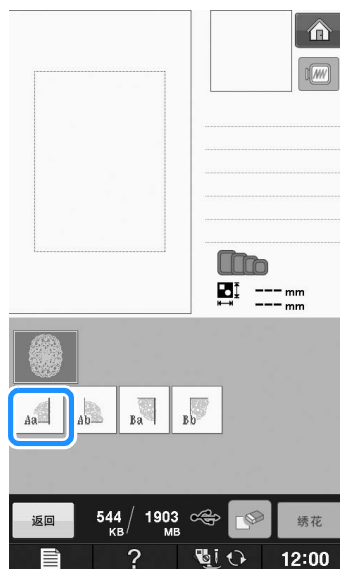 --- mm
--- mm
Aa Ab Ba Bb
返回 544 KB / 1903 MB 绣花
? i 12:00